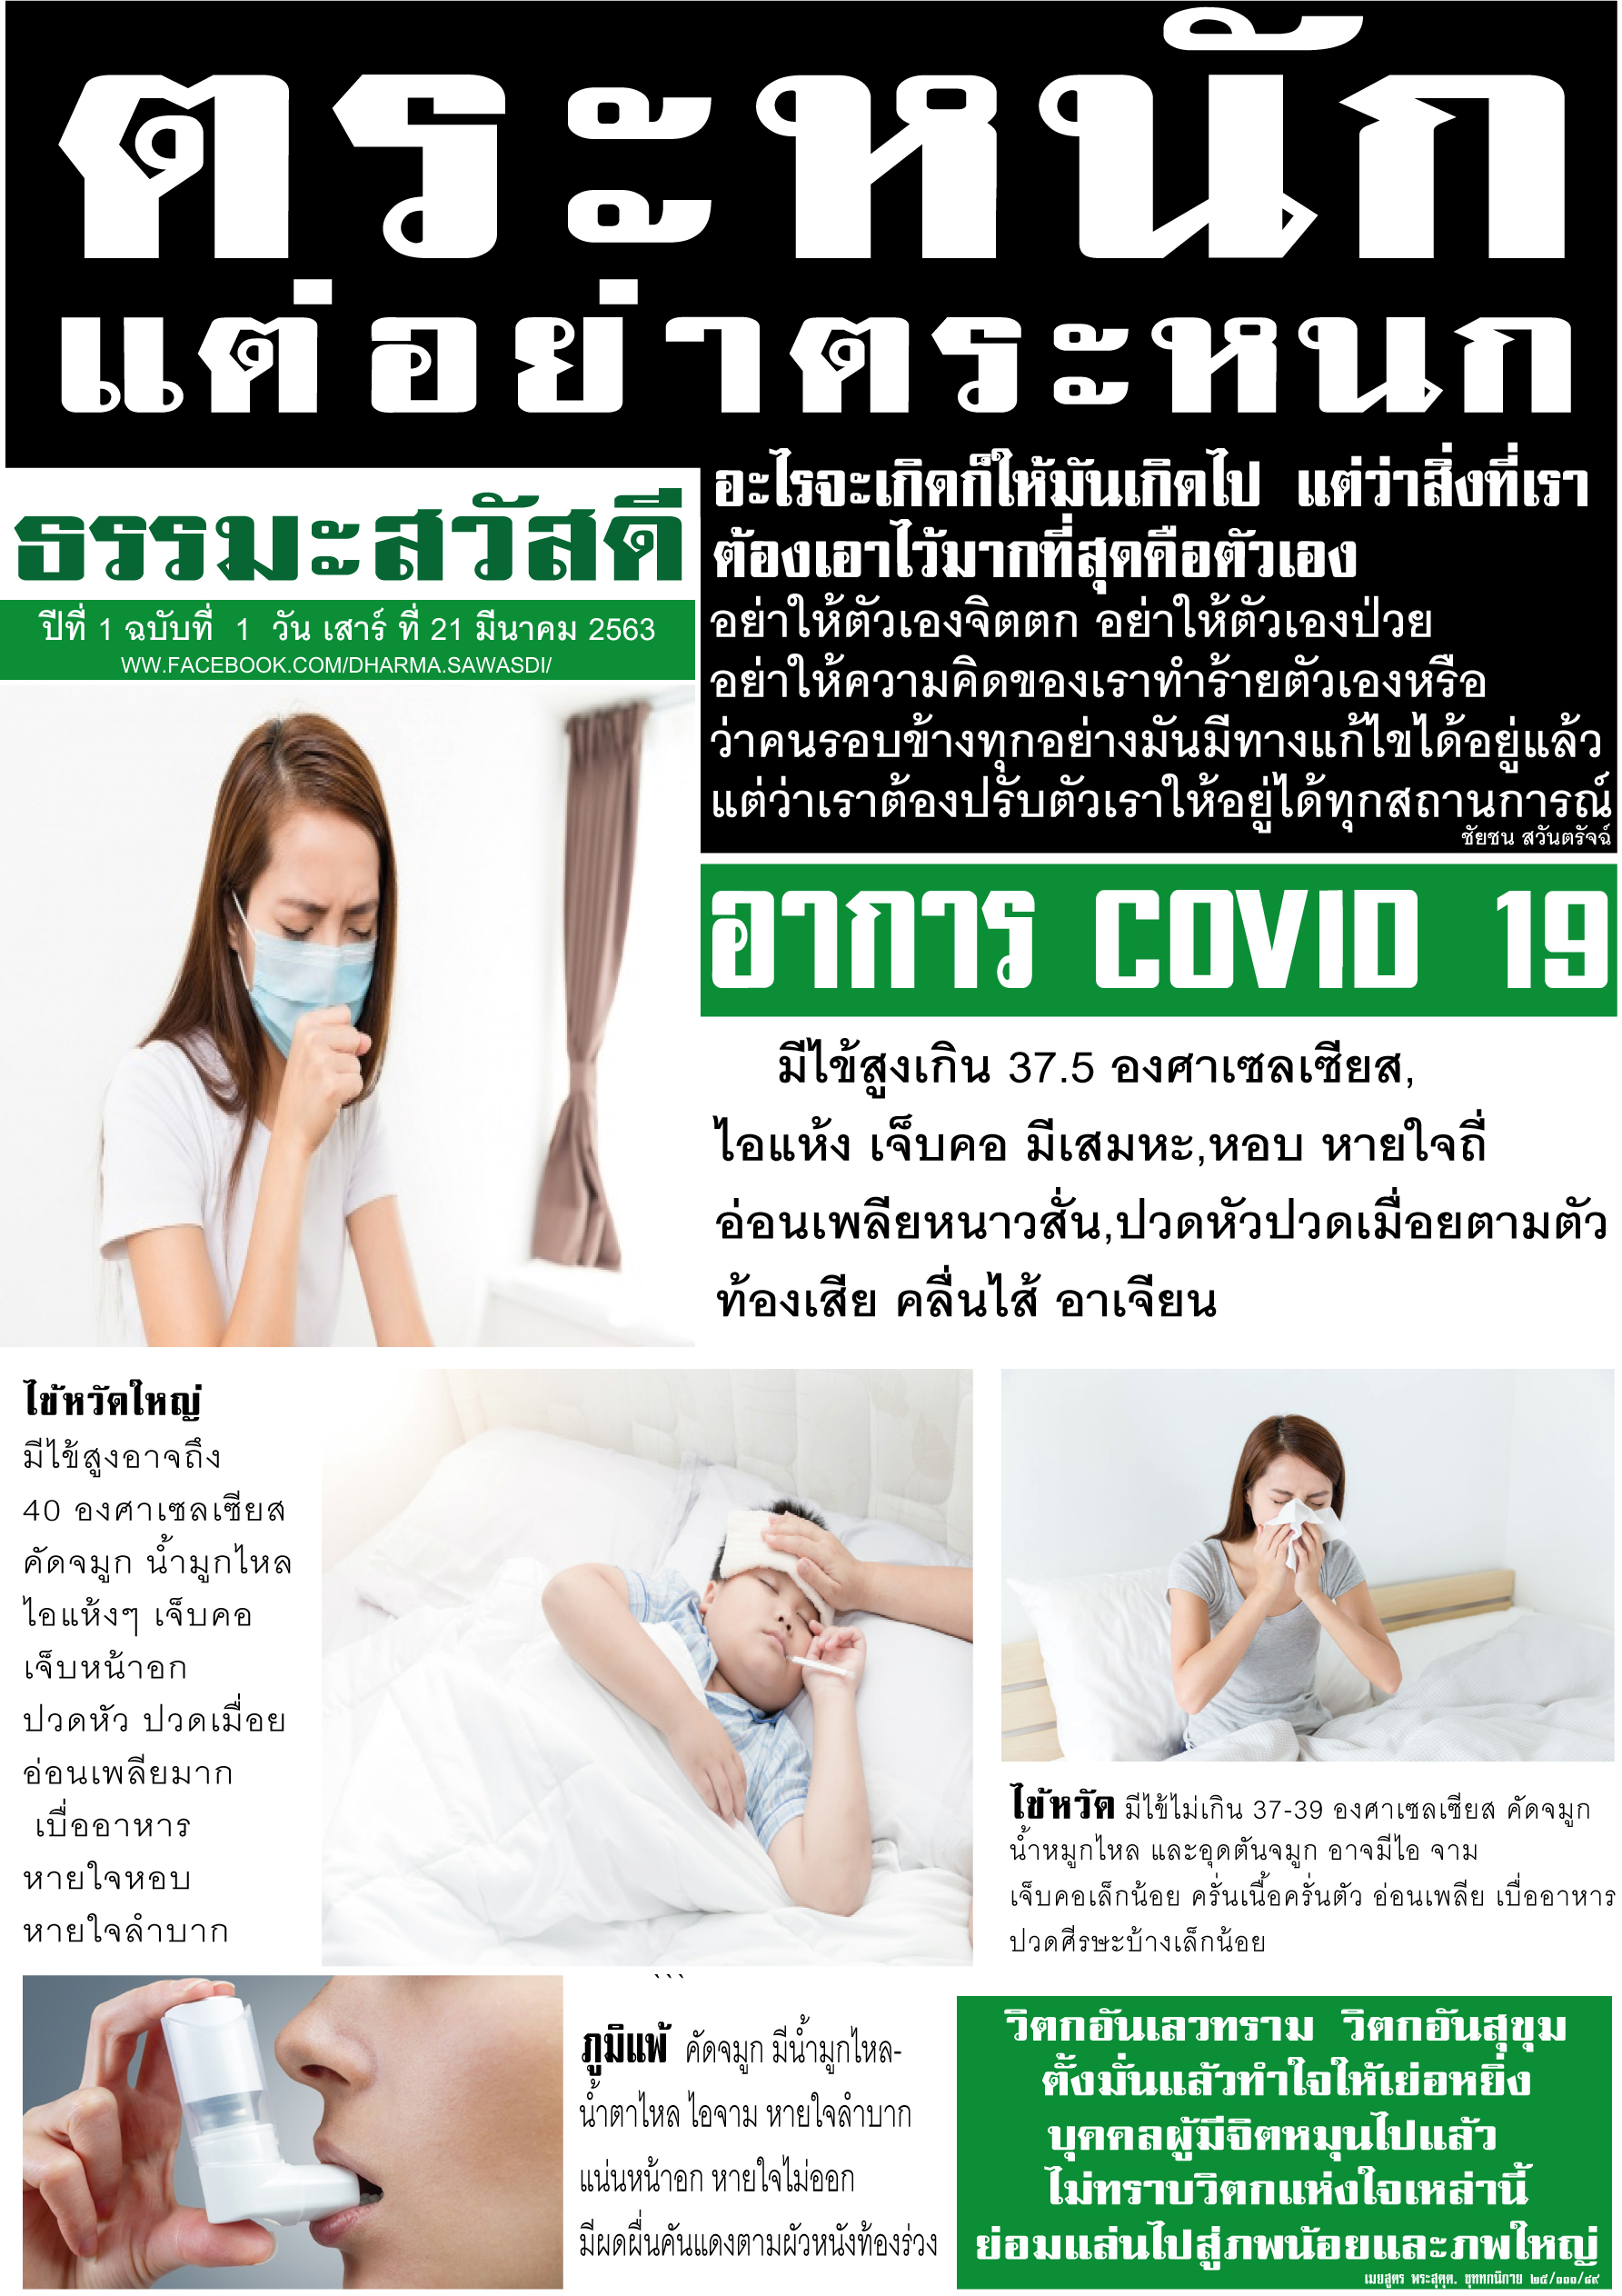 ตระหนัก
แต่อย่าตระหนก
ธรรมะสวัสดี
ปีที่ 1 ฉบับที่ 1 วัน เสาร์ ที่ 21 มีนาคม 2563
WW.FACEBOOK.COM/DHARMA.SAWASDI/
อะไรจะเกิดก็ให้มันเกิดไป แต่ว่าสิ่งที่เรา
ต้องเอาไว้มากที่สุดคือตัวเอง
อย่าให้ตัวเองจิตตก อย่าให้ตัวเองป่วย
อย่าให้ความคิดของเราทำร้ายตัวเองหรือ
ว่าคนรอบข้างทุกอย่างมันมีทางแก้ไขได้อยู่แล้ว
แต่ว่าเราต้องปรับตัวเราให้อยู่ได้ทุกสถานการณ์
ชัยชน สวันตรัจฉ์
อาการ COVID 19
มีไข้สูงเกิน 37.5 องศาเซลเซียส,
ไอแห้ง เจ็บคอ มีเสมหะ,หอบ หายใจถี่
อ่อนเพลียหนาวสั่น,ปวดหัวปวดเมื่อยตามตัว
ท้องเสีย คลื่นไส้ อาเจียน
ไข้หวัดใหญ่
มีไข้สูงอาจถึง
40 องศาเซลเซียส
คัดจมูก น้ำมูกไหล
ไอแห้งๆ เจ็บคอ
เจ็บหน้าอก
ปวดหัว ปวดเมื่อย
อ่อนเพลียมาก
เบื่ออาหาร
หายใจหอบ
หายใจลำบาก
ไข้หวัด มีไข้ไม่เกิน 37-39 องศาเซลเซียส คัดจมูก
น้ำหมูกไหล และอุดตันจมูก อาจมีไอ จาม
เจ็บคอเล็กน้อย ครั่นเนื้อครั่นตัว อ่อนเพลีย เบื่ออาหาร
ปวดศีรษะบ้างเล็กน้อย
ภูมิแพ้ คัดจมูก มีน้ำมูกไหล-
น้ำตาไหล ไอจาม หายใจลำบาก
แน่นหน้าอก หายใจไม่ออก
มีผดผื่นคันแดงตามผัวหนังท้องร่วง
วิตกอันเลวทราม วิตกอันสุขุม
ตั้งมั่นแล้วทำใจให้เย่อหยิ่ง
บุคคลผู้มีจิตหมุนไปแล้ว
ไม่ทราบวิตกแห่งใจเหล่านี้
ย่อมแล่นไปสู่ภพน้อยและภพใหญ่
เมยสูตร พระสุตฺต. ขุททกนิกาย ๒๕/๑๑๑/๘๙